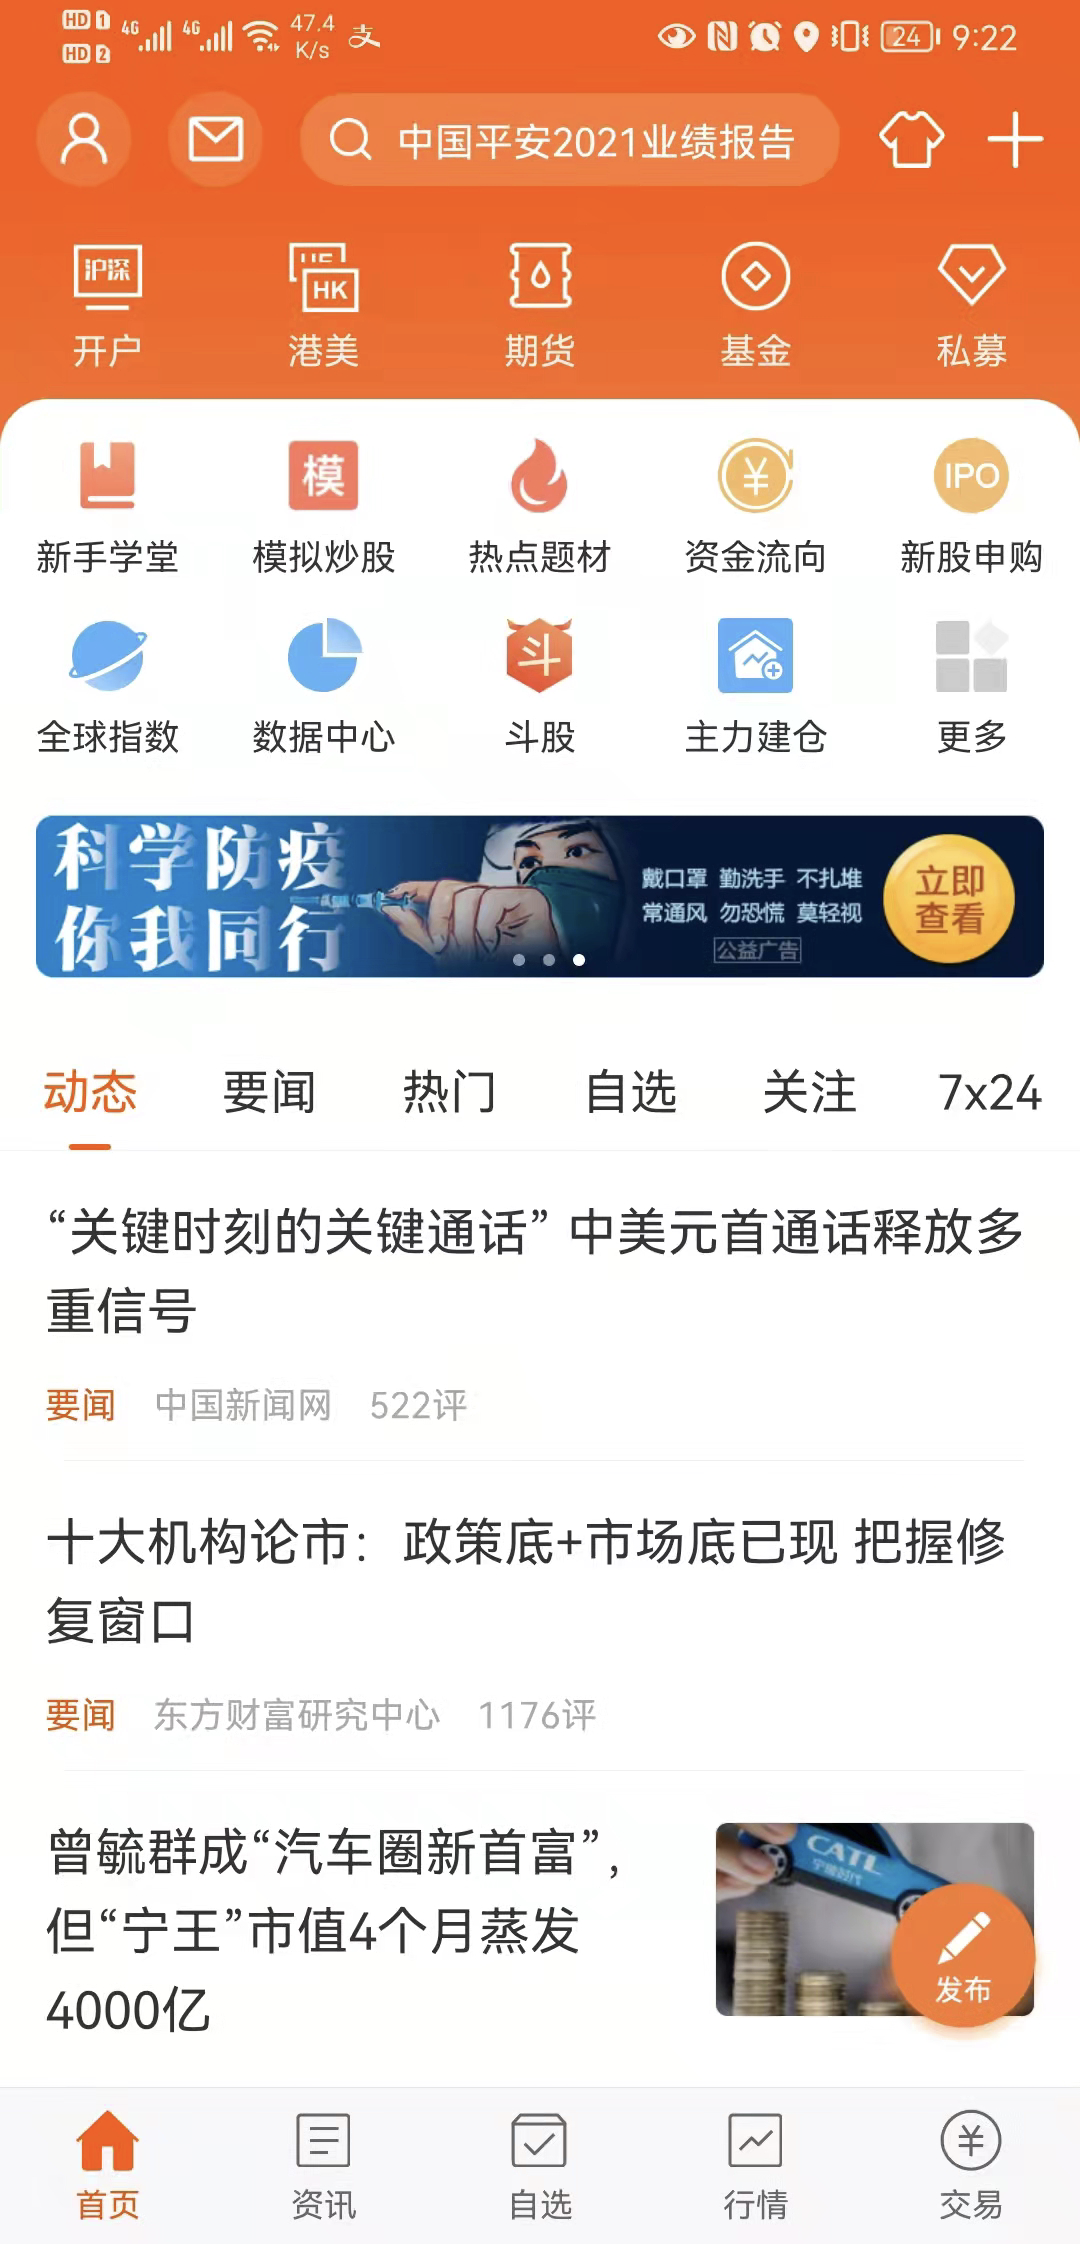 HD 1 4G 4G 47.4 K/s 支 24 9:22
HD 2
中国平安2021业绩报告
沪深 HK
开户 港美 期货 基金 私募
模 ¥ IPO
新手学堂 模拟炒股 热点题材 资金流向 新股申购
斗
全球指数 数据中心 斗股 主力建仓 更多
科学防疫
你我同行
戴口罩 勤洗手 不扎堆
常通风 勿恐慌 莫轻视
公益广告
立即
查看
动态 要闻 热门 自选 关注 7x24
“关键时刻的关键通话” 中美元首通话释放多
重信号
要闻 中国新闻网 522评
十大机构论市：政策底+市场底已现 把握修
复窗口
要闻 东方财富研究中心 1176评
曾毓群成“汽车圈新首富”，
但“宁王”市值4个月蒸发
4000亿
CATL
宁德时代
发布
首页 资讯 自选 行情 交易